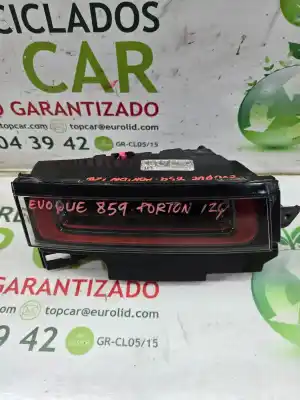 CICLADOS
CAR
O GARANTIZADO
topcar@eurolid.com
04 39 42
GR-CL05/15
EVOQUE 859 PORTON IZQ
GARANTIZADO
topcar@eurolid.com
9 42
GR-CL05/15